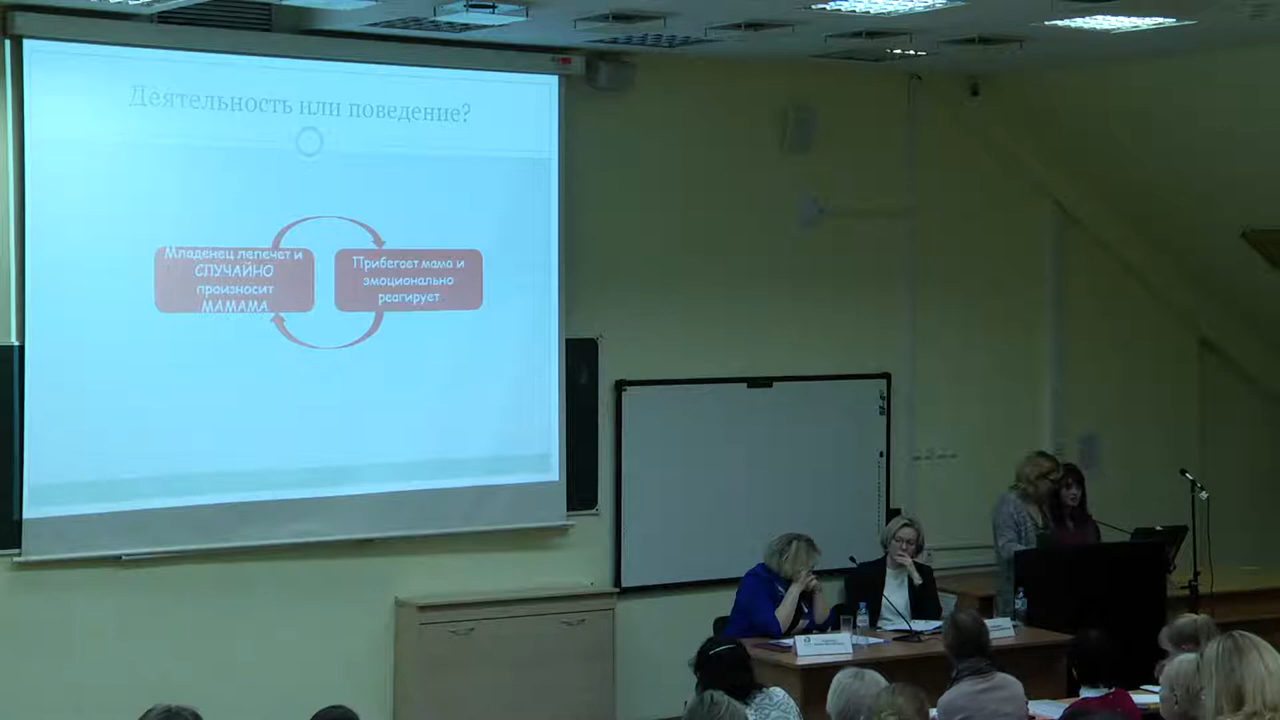 Деятельность или поведение?
Младенец лепечет и
СЛУЧАЙНО
произносит
МАМАМА
Прибегает мама и
эмоционально
реагирует